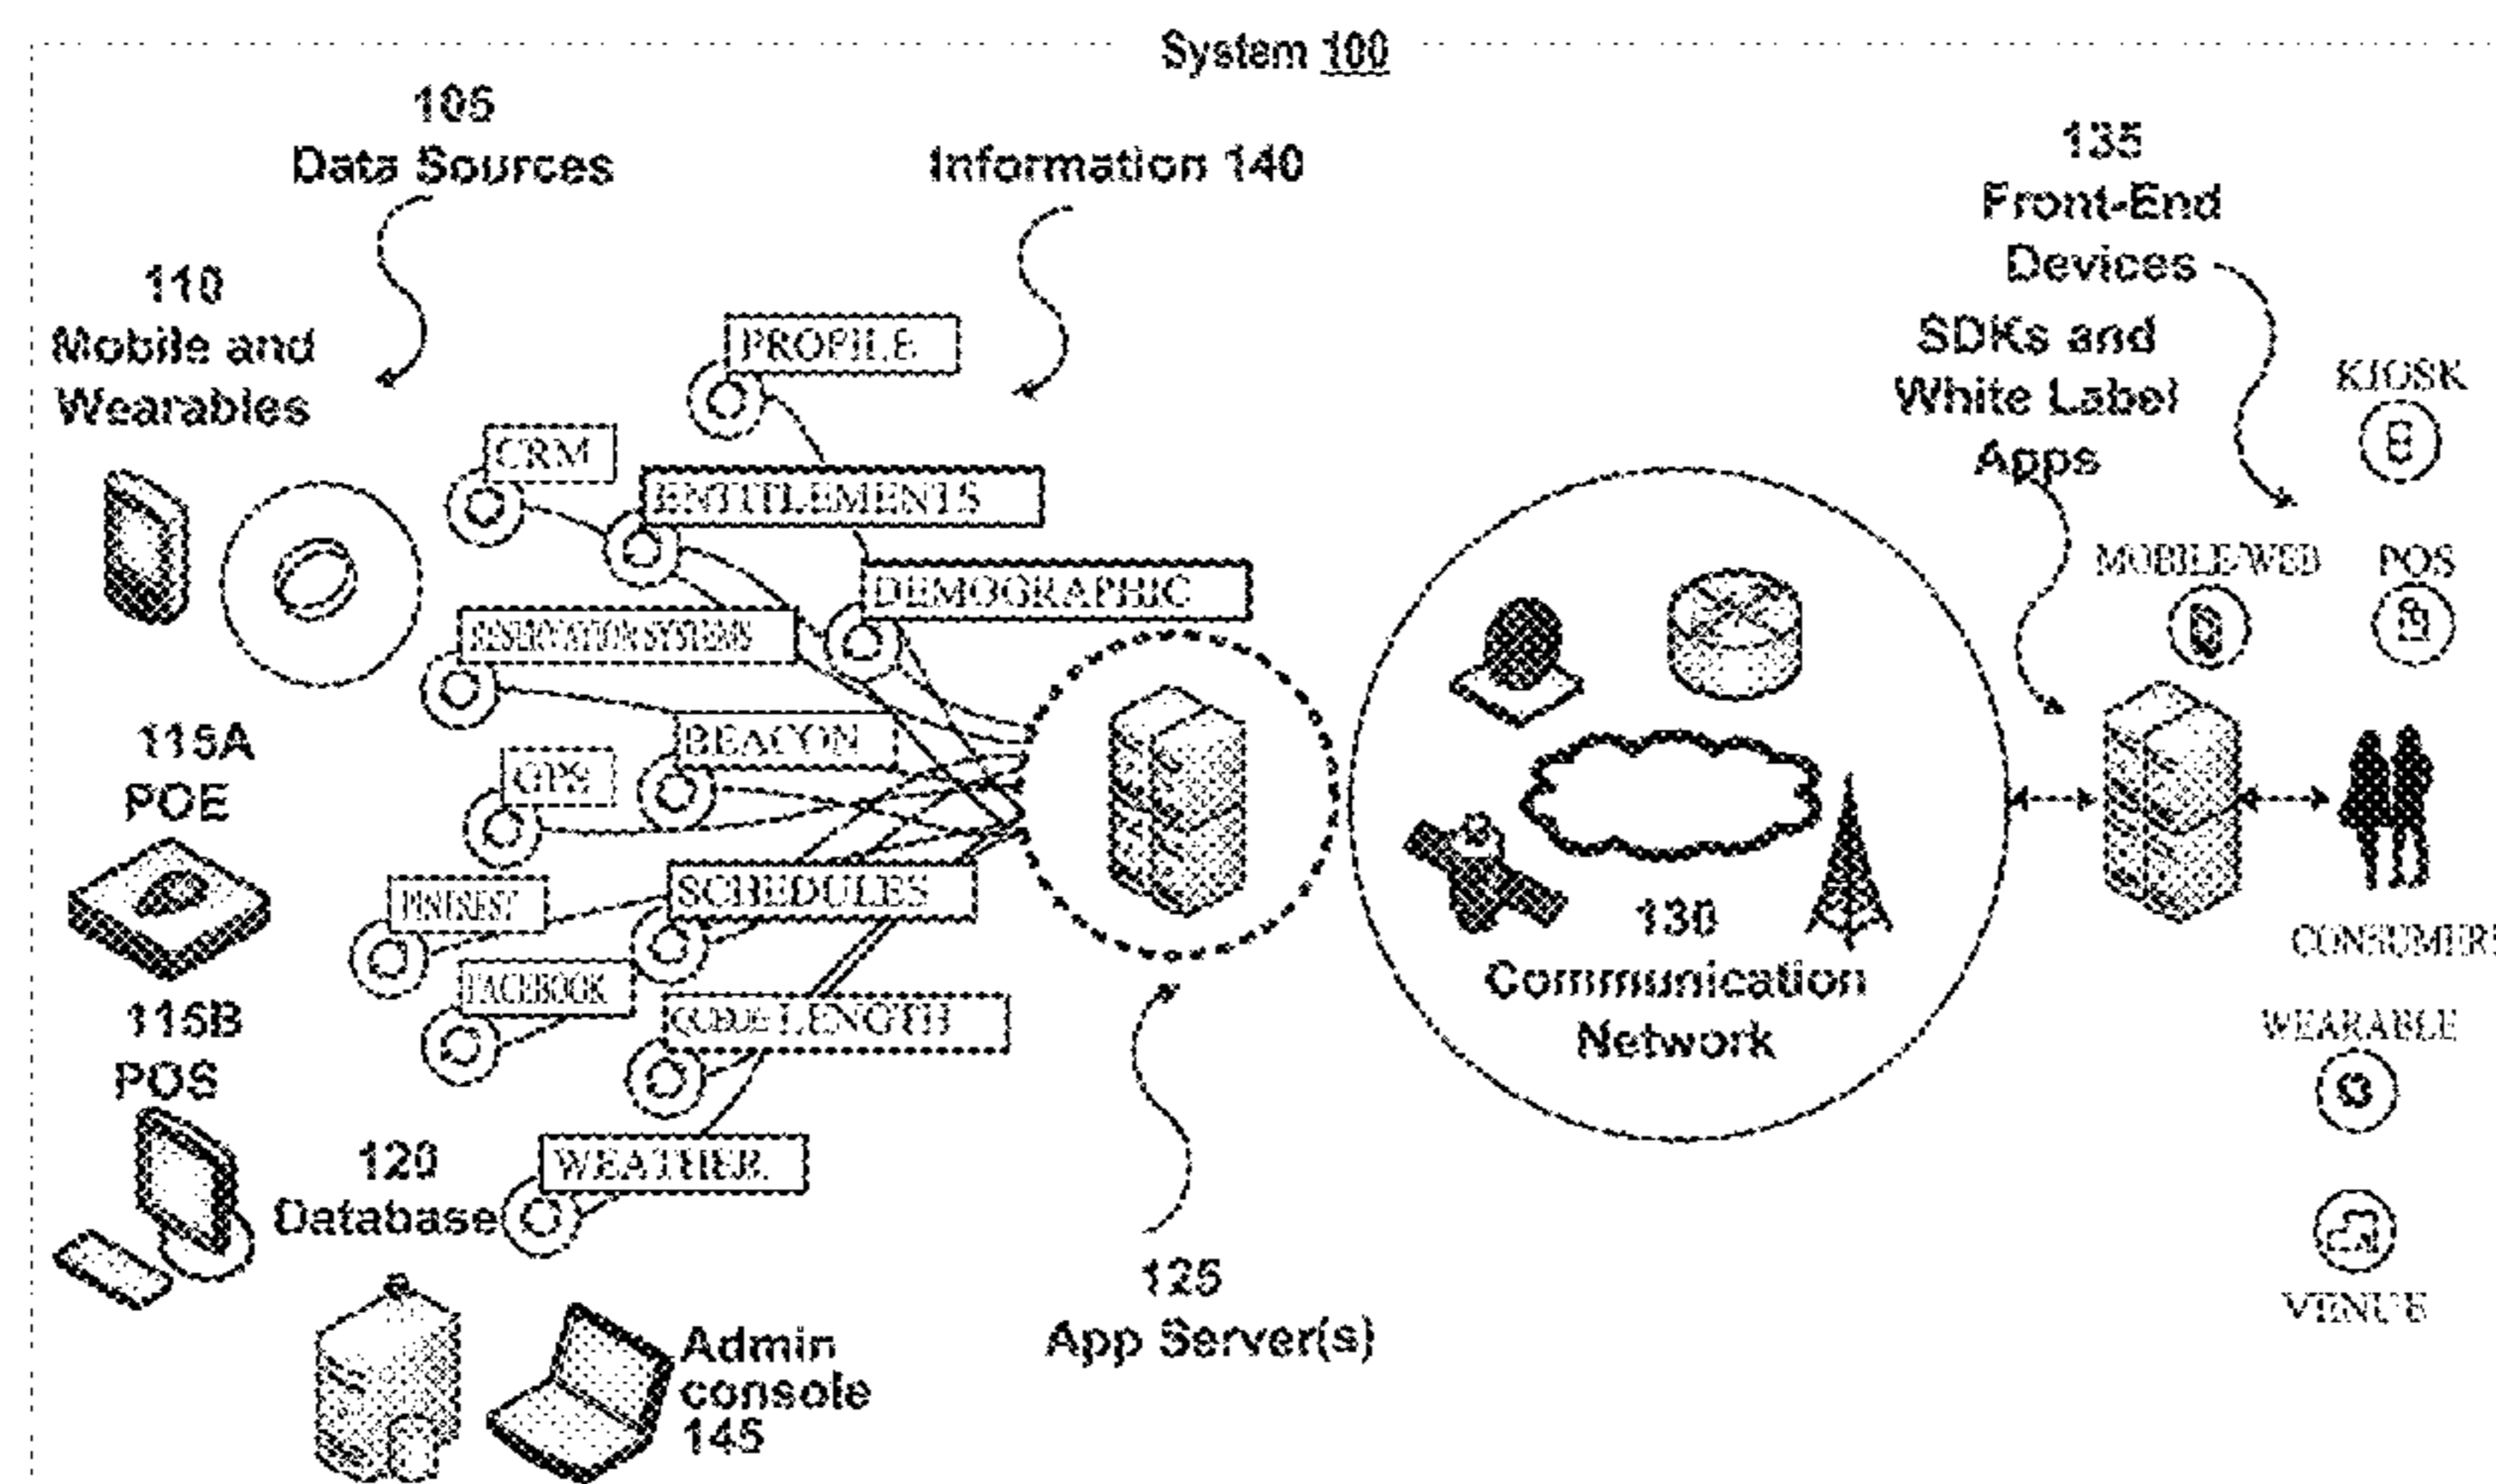 System 100
105
Data Sources
Information 140
135
Front-End
Devices
110
Mobile and
Wearables
SDKs and
White Label
Apps
PROFILE
KIOSK
CRM
ENTITLEMENTS
MOBILE/WEB
POS
DEMOGRAPHIC
RESERVATION SYSTEMS
115A
POE
BEACON
GPS
SCHEDULES
PINTREST
130
Communication
Network
CONSUMERS
115B
POS
FACEBOOK
LENGTH
WEARABLE
120
Database
WEATHER
125
App Server(s)
VENUE
Admin
console
145